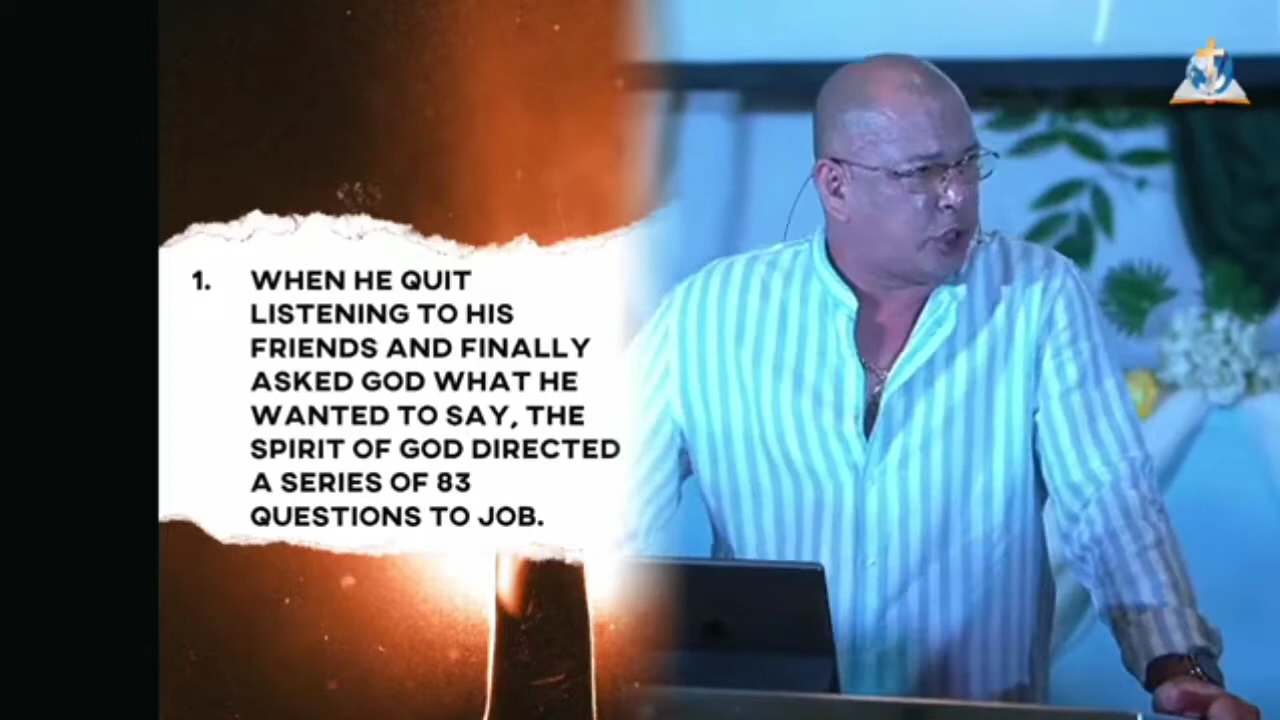 1. WHEN HE QUIT
LISTENING TO HIS
FRIENDS AND FINALLY
ASKED GOD WHAT HE
WANTED TO SAY, THE
SPIRIT OF GOD DIRECTED
A SERIES OF 83
QUESTIONS TO JOB.